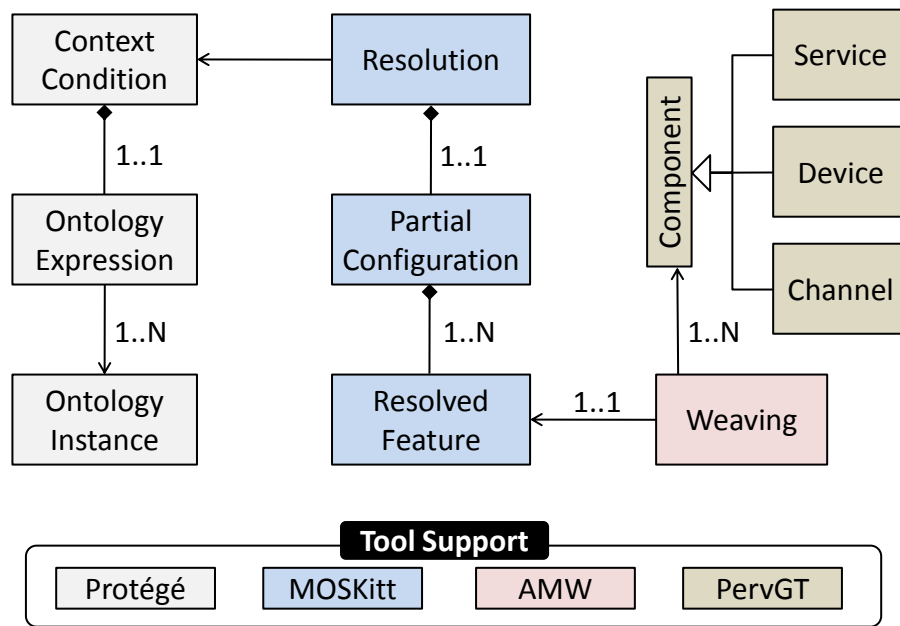 Context
Condition
Resolution
Service
Component
Device
Channel
1..1
1..1
Ontology
Expression
Partial
Configuration
1..N
1..N
1..N
Ontology
Instance
Resolved
Feature
1..1
Weaving
Tool Support
Protégé
MOSKitt
AMW
PervGT